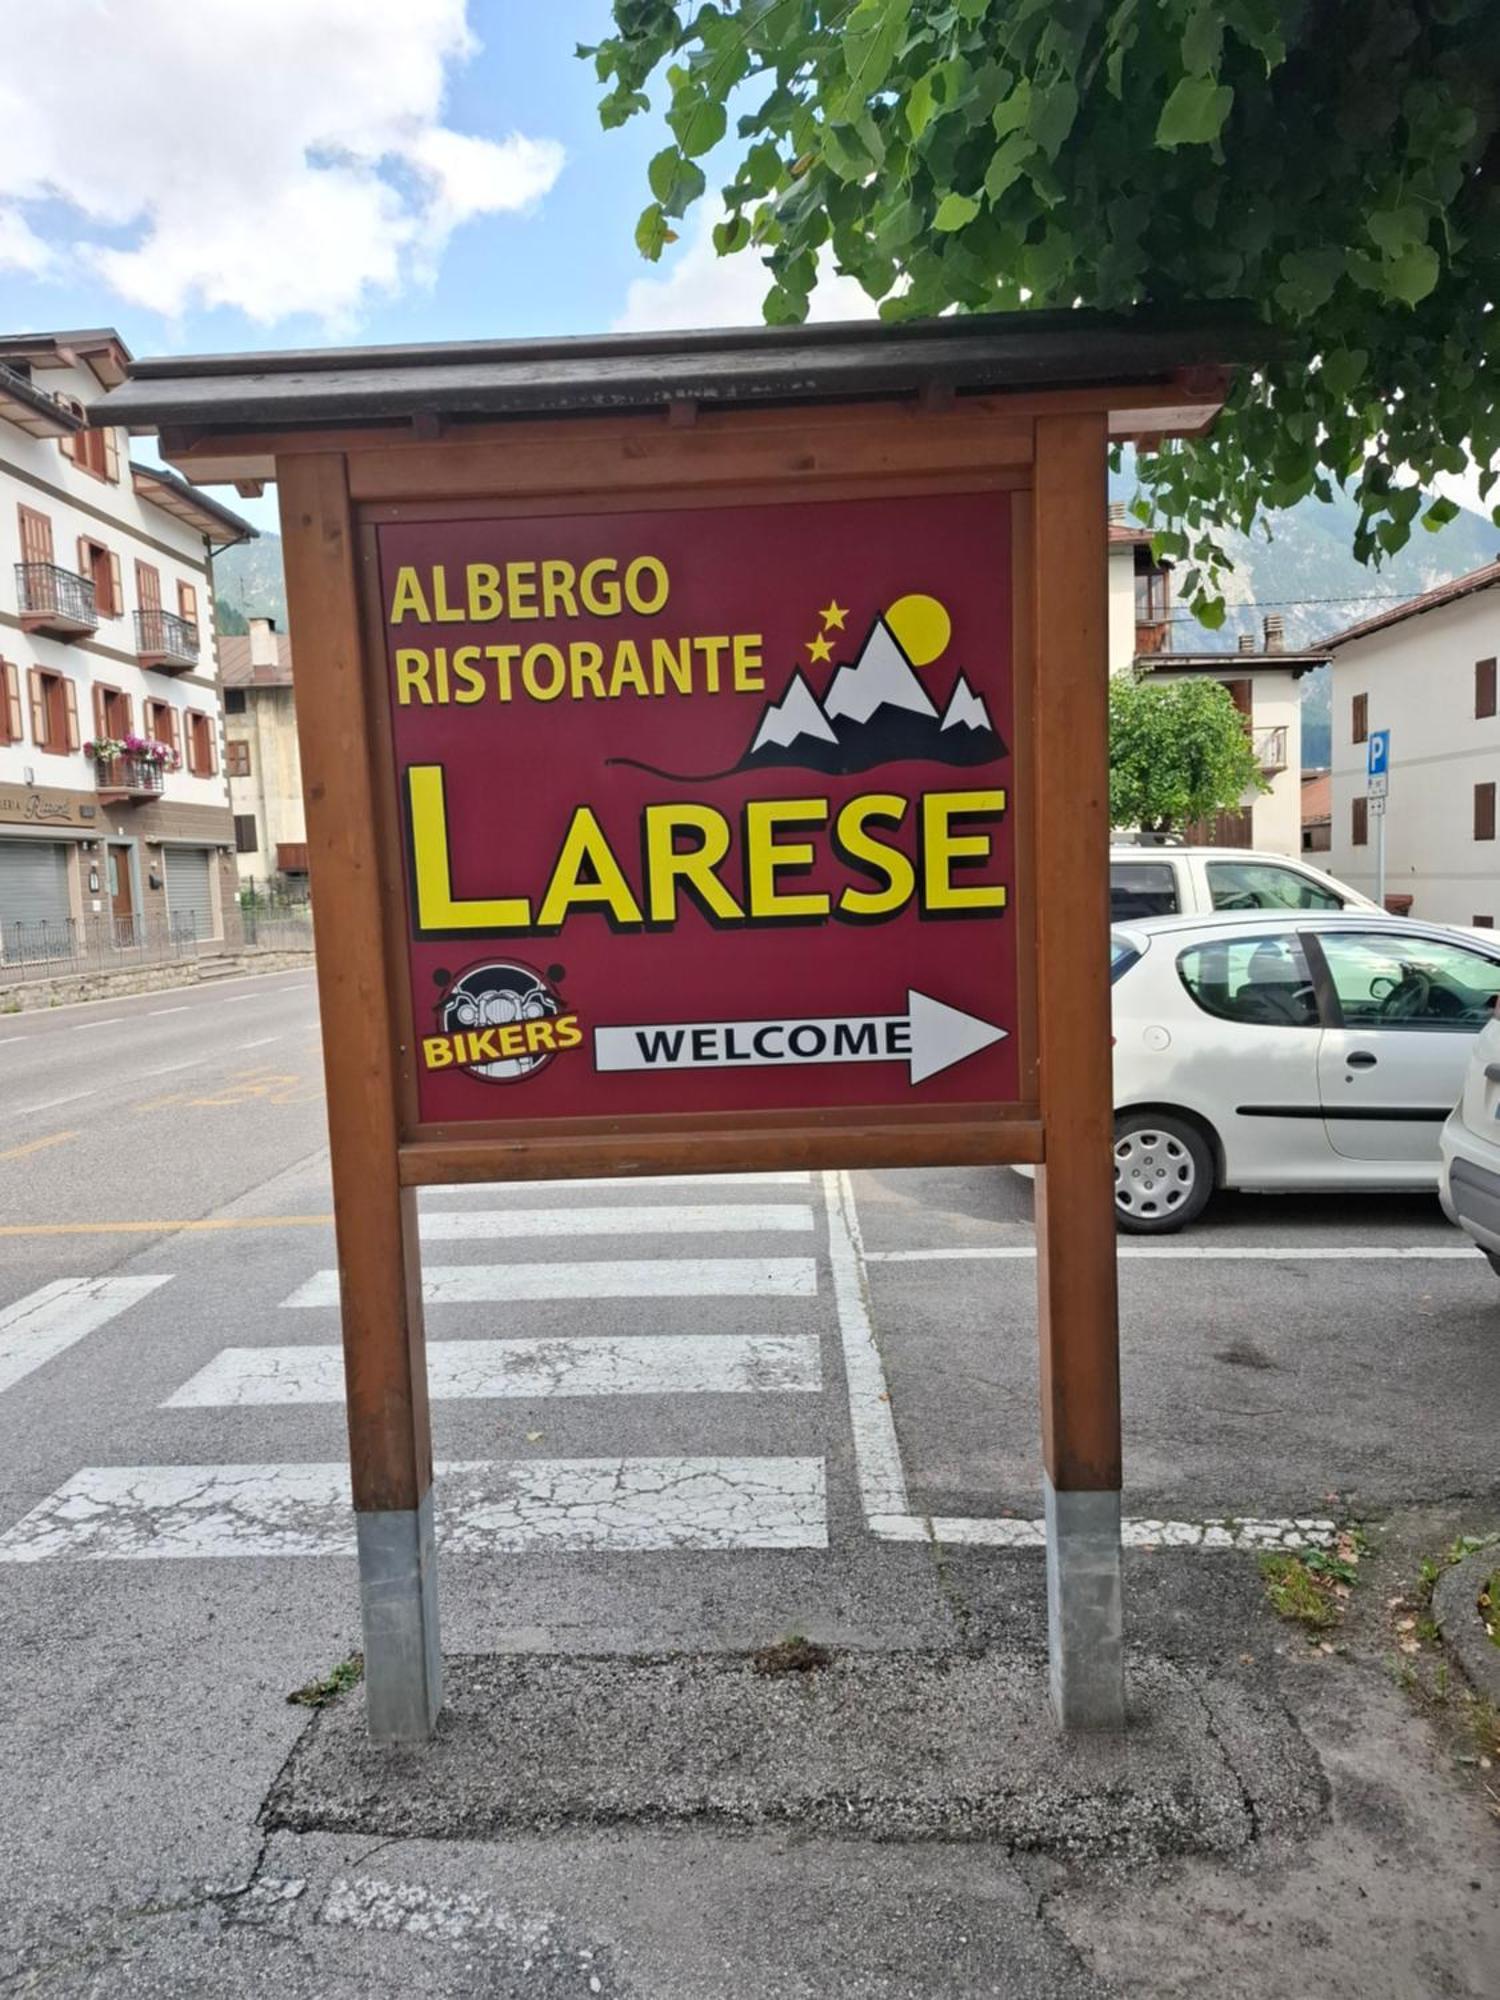 ALBERGO
RISTORANTE
LARESE
BIKERS
WELCOME
P